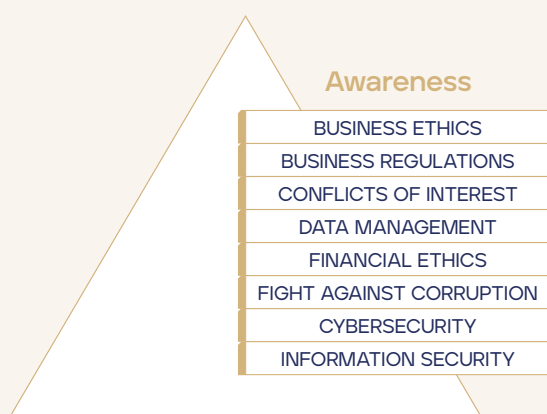 Awareness
BUSINESS ETHICS
BUSINESS REGULATIONS
CONFLICTS OF INTEREST
DATA MANAGEMENT
FINANCIAL ETHICS
FIGHT AGAINST CORRUPTION
CYBERSECURITY
INFORMATION SECURITY